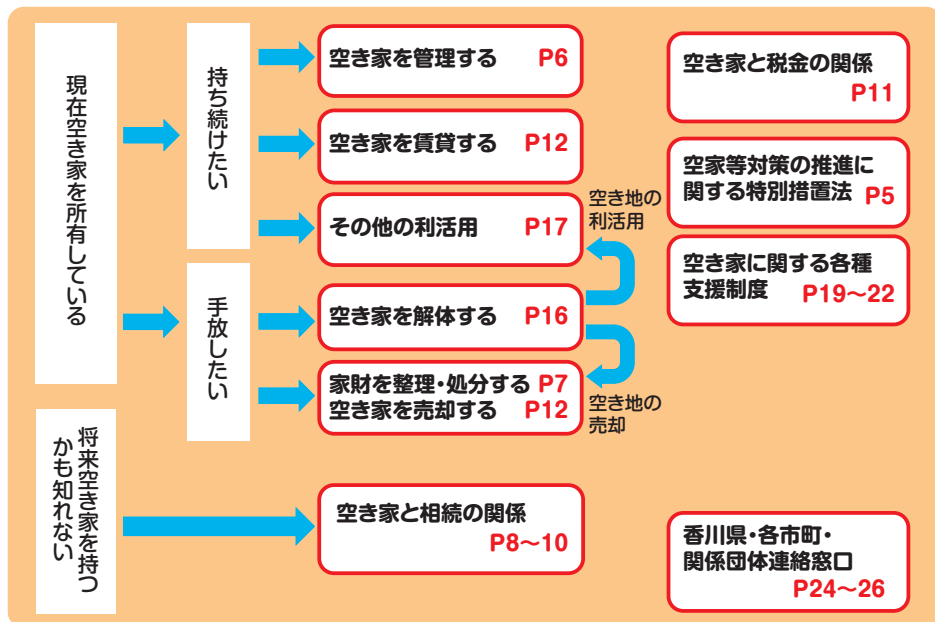 現在空き家を所有している
持ち続けたい
空き家を管理する P6
空き家を賃貸する P12
その他の利活用 P17
空き地の
利活用
手放したい
空き家を解体する P16
家財を整理・処分する P7
空き家を売却する P12
空き地の
売却
将来空き家を持つ
かも知れない
空き家と相続の関係
P8〜10
空き家と税金の関係
P11
空家等対策の推進に
関する特別措置法 P5
空き家に関する各種
支援制度 P19〜22
香川県・各市町・
関係団体連絡窓口
P24〜26